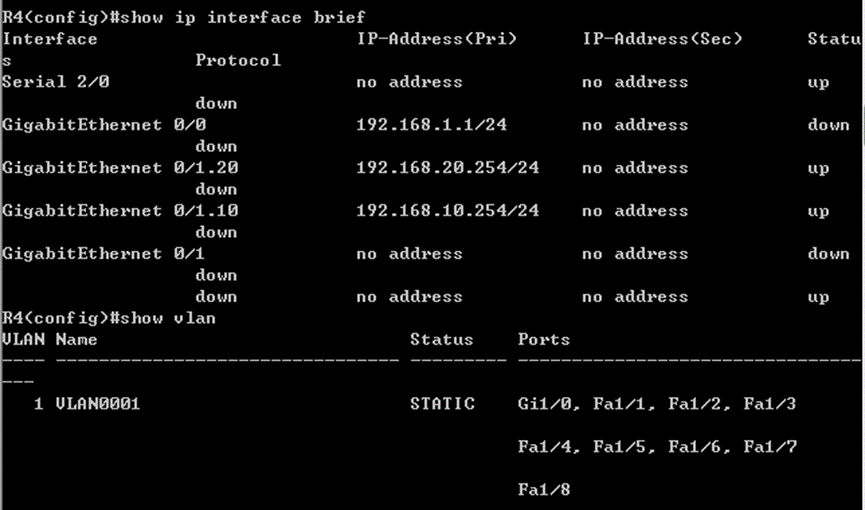 R4(config)#show ip interface brief
Interface IP-Address(Pri) IP-Address(Sec) Statu
s Protocol
Serial 2/0 no address no address up
down
GigabitEthernet 0/0 192.168.1.1/24 no address down
down
GigabitEthernet 0/1.20 192.168.20.254/24 no address up
down
GigabitEthernet 0/1.10 192.168.10.254/24 no address up
down
GigabitEthernet 0/1 no address no address down
down
down no address no address up
R4(config)#show vlan
VLAN Name Status Ports
---- -------------------------------- --------- --------------------------------
---
1 VLAN0001 STATIC Gi1/0, Fa1/1, Fa1/2, Fa1/3
Fa1/4, Fa1/5, Fa1/6, Fa1/7
Fa1/8